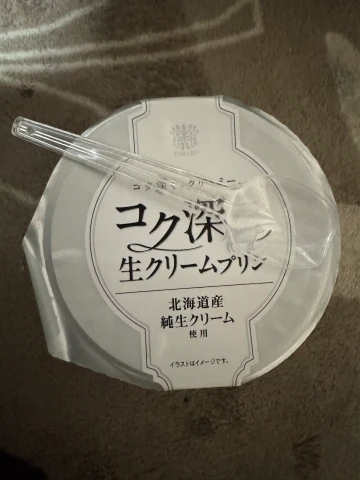 コク深
生クリームプリン
北海道産
純生クリーム
使用
イラストはイメージです。